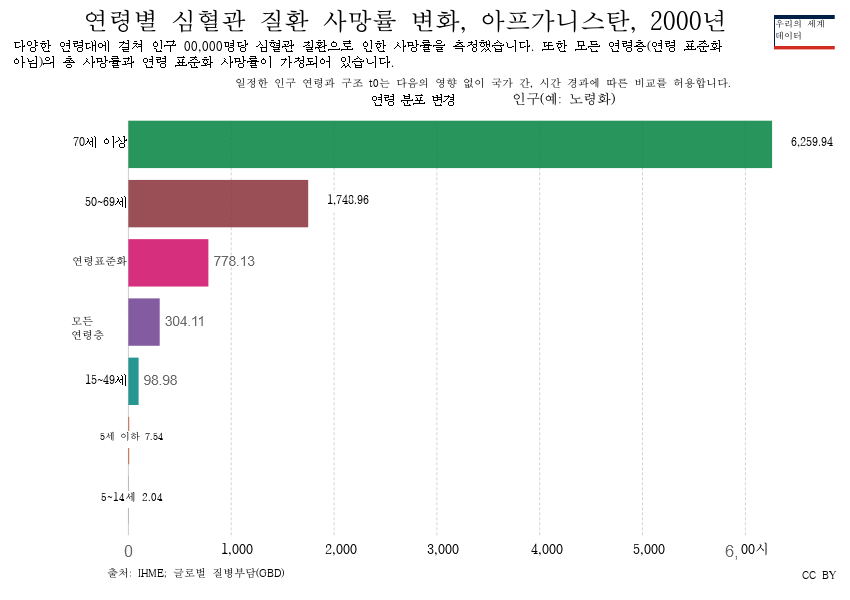 연령별 심혈관 질환 사망률 변화, 아프가니스탄, 2000년
우리의 세계
데이터
다양한 연령대에 걸쳐 인구 00,000명당 심혈관 질환으로 인한 사망률을 측정했습니다. 또한 모든 연령층(연령 표준화
아님)의 총 사망률과 연령 표준화 사망률이 가정되어 있습니다.
일정한 인구 연령과 구조 t0는 다음의 영향 없이 국가 간, 시간 경과에 따른 비교를 허용합니다.
연령 분포 변경 인구(예: 노령화)
70세 이상 6,259.94
50~69세 1,748.96
연령표준화 778.13
모든
연령층 304.11
15~49세 98.98
5세 이하 7.54
5~14세 2.04
0 1,000 2,000 3,000 4,000 5,000 6,00시
출처: IHME; 글로벌 질병부담(GBD)
CC BY